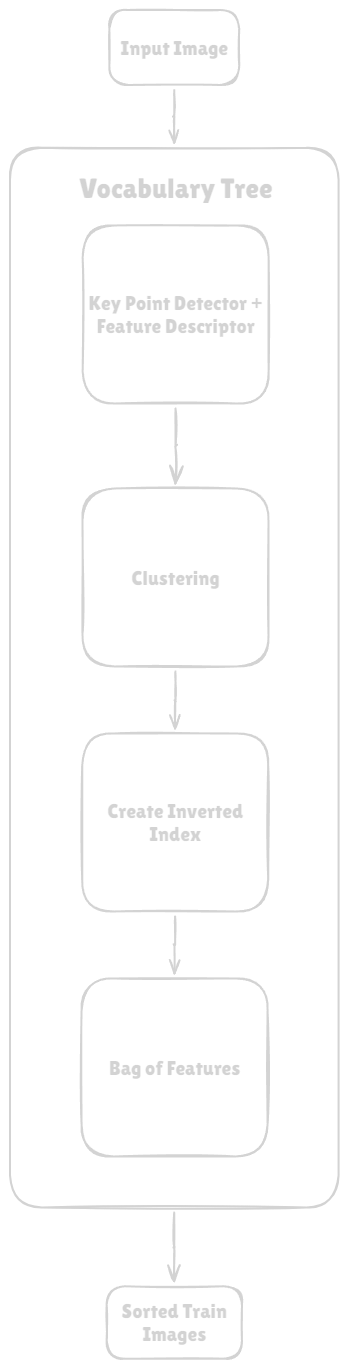 Input Image
Vocabulary Tree
Key Point Detector +
Feature Descriptor
Clustering
Create Inverted
Index
Bag of Features
Sorted Train
Images